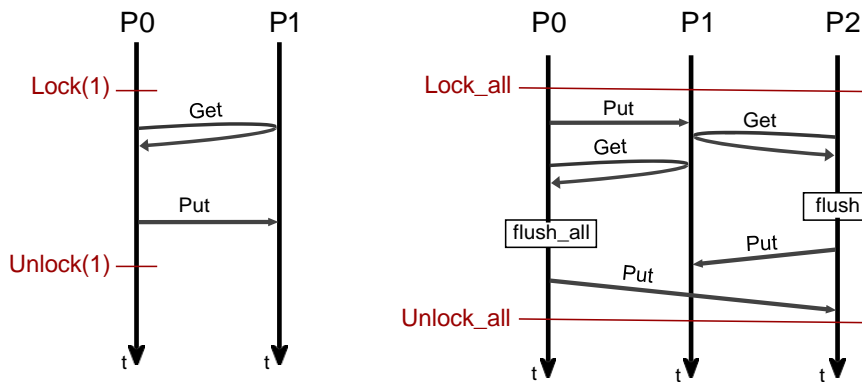 P0 P1
Lock(1)
Get
Put
Unlock(1)
t t
P0 P1 P2
Lock_all
Put
Get
Get
flush_all
flush
Put
Put
Unlock_all
t t t